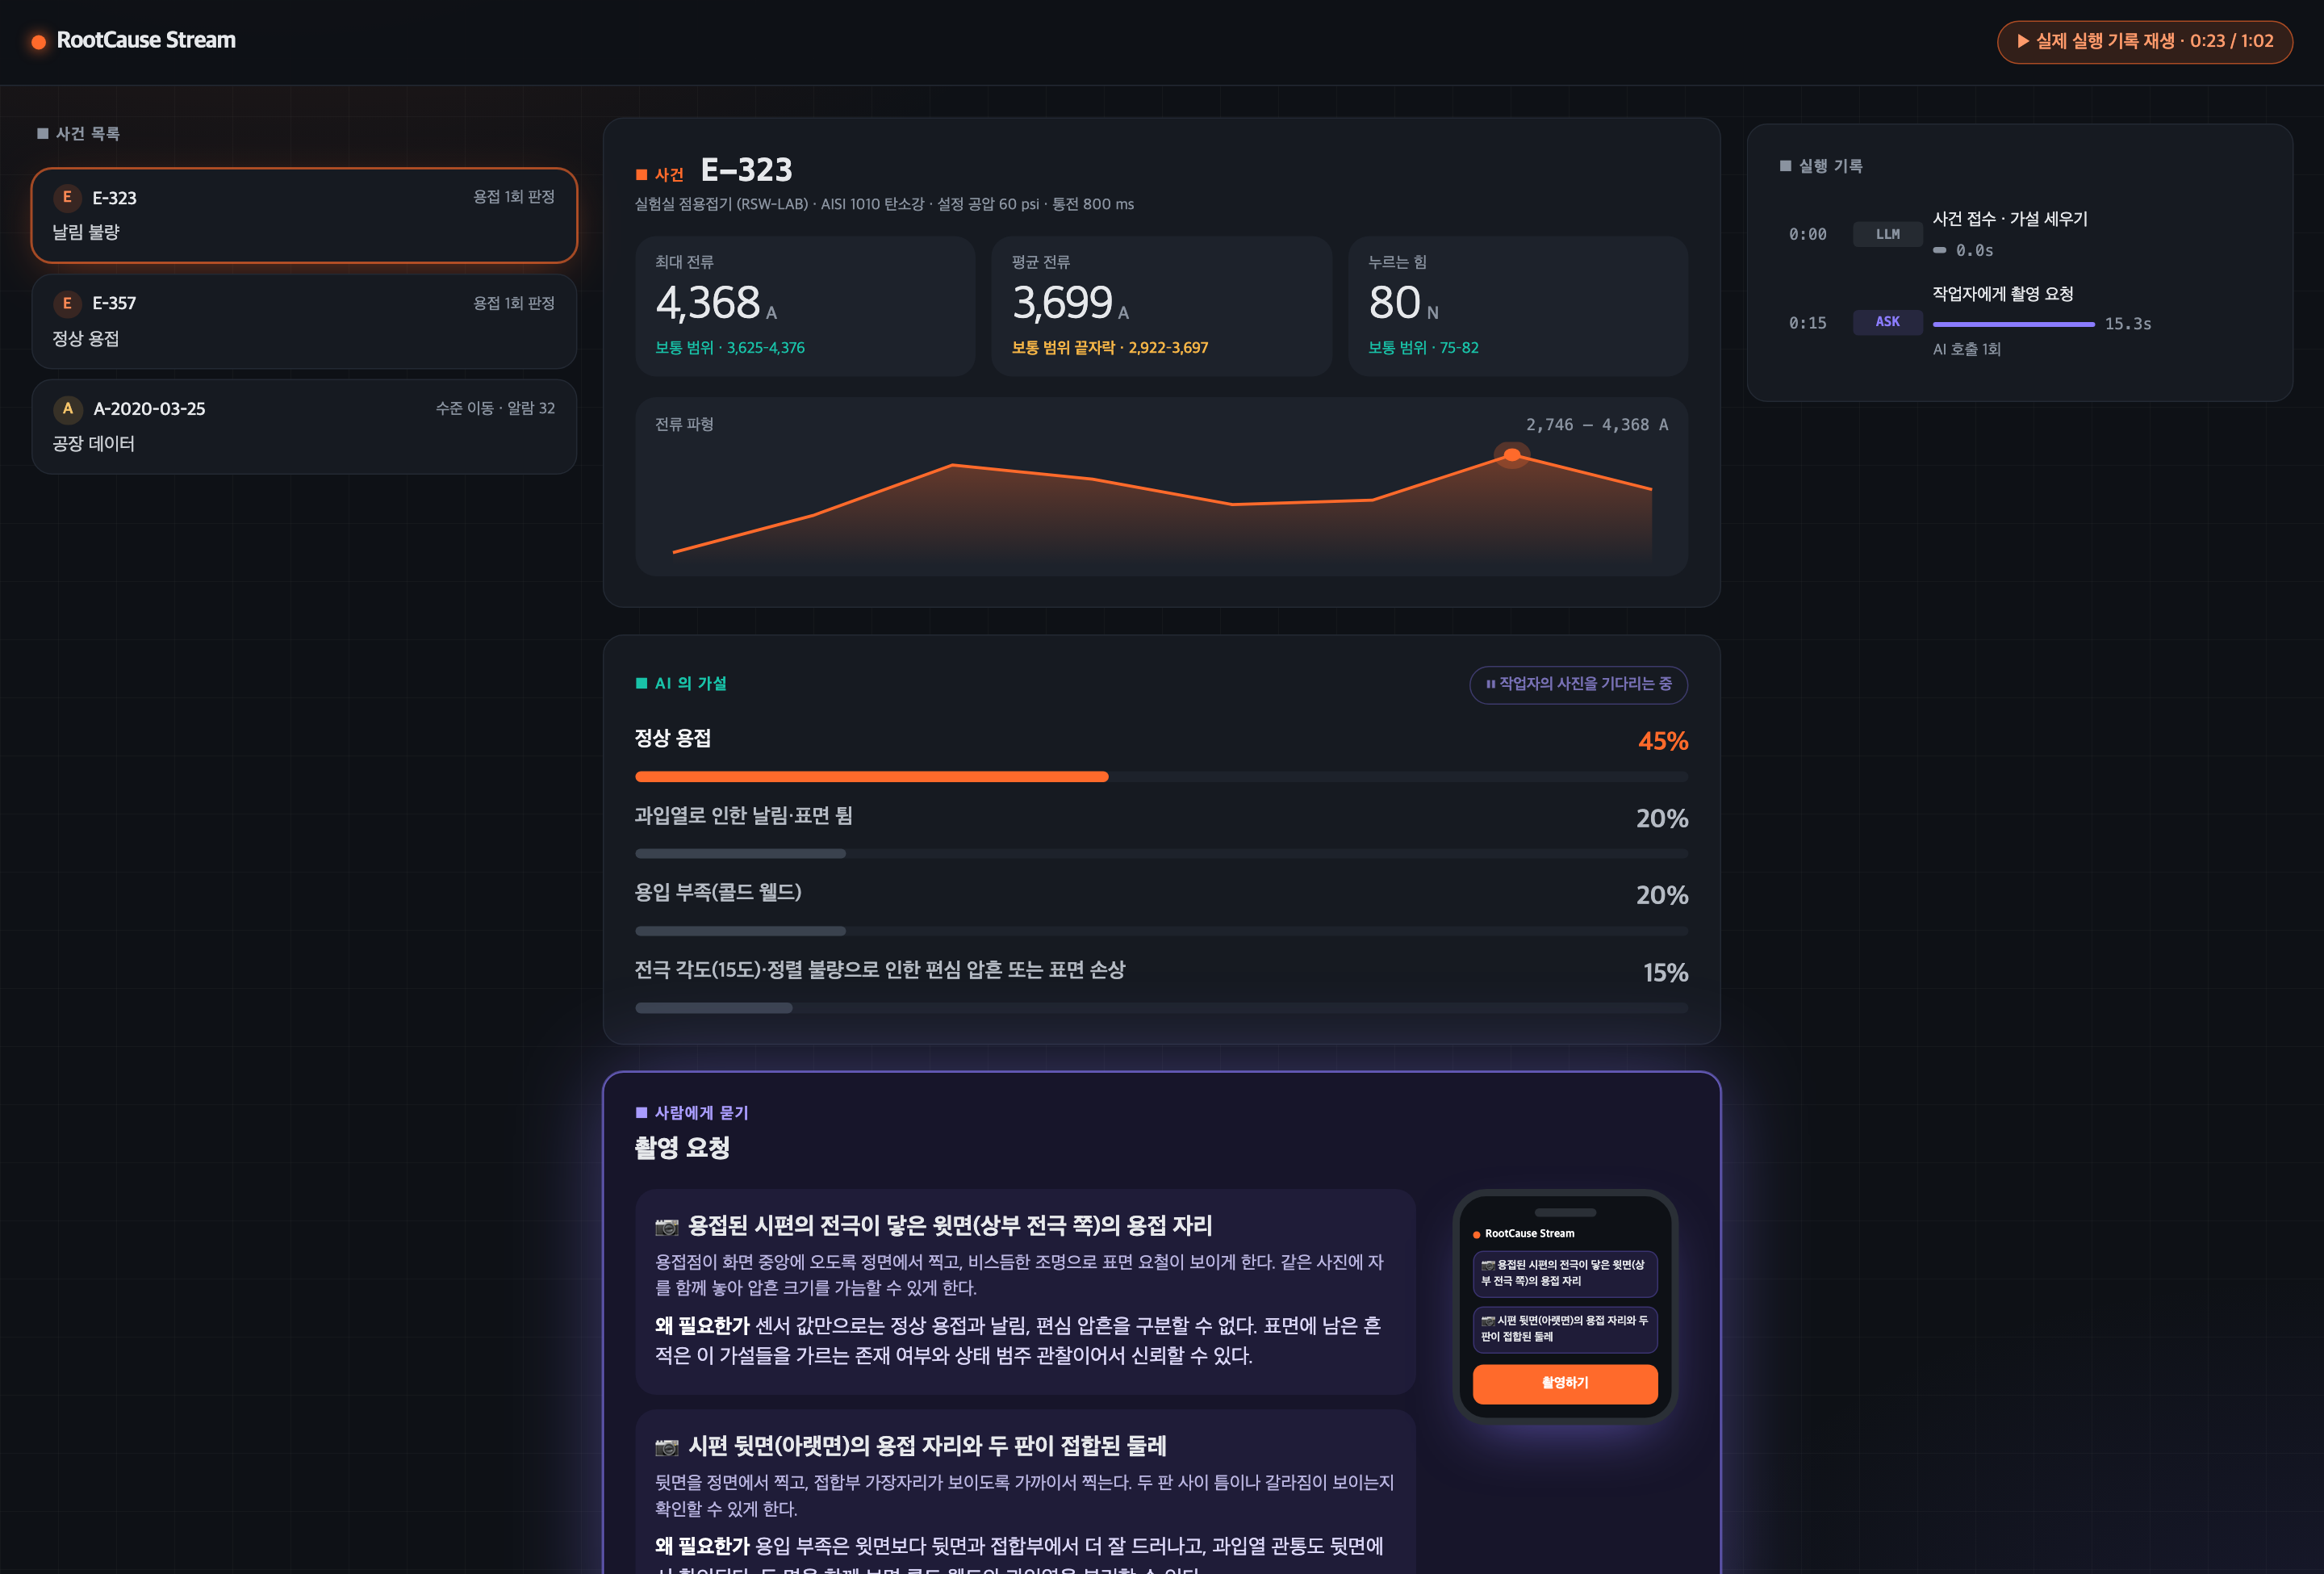 RootCause Stream
▶ 실제 실행 기록 재생 · 0:23 / 1:02
사건 목록
E E-323 용접 1회 판정
날림 불량
E E-357 용접 1회 판정
정상 용접
A A-2020-03-25 수준 이동 · 알람 32
공장 데이터
사건 E-323
실험실 점용접기 (RSW-LAB) · AISI 1010 탄소강 · 설정 공압 60 psi · 통전 800 ms
최대 전류
4,368 A
보통 범위 · 3,625-4,376
평균 전류
3,699 A
보통 범위 끝자락 · 2,922-3,697
누르는 힘
80 N
보통 범위 · 75-82
전류 파형 2,746 — 4,368 A
AI 의 가설 작업자의 사진을 기다리는 중
정상 용접 45%
과입열로 인한 날림·표면 튐 20%
용입 부족(콜드 웰드) 20%
전극 각도(15도)·정렬 불량으로 인한 편심 압흔 또는 표면 손상 15%
사람에게 묻기
촬영 요청
용접된 시편의 전극이 닿은 윗면(상부 전극 쪽)의 용접 자리
용접점이 화면 중앙에 오도록 정면에서 찍고, 비스듬한 조명으로 표면 요철이 보이게 한다. 같은 사진에 자
를 함께 놓아 압흔 크기를 가늠할 수 있게 한다.
왜 필요한가 센서 값만으로는 정상 용접과 날림, 편심 압흔을 구분할 수 없다. 표면에 남은 흔
적은 이 가설들을 가르는 존재 여부와 상태 범주 관찰이어서 신뢰할 수 있다.
시편 뒷면(아랫면)의 용접 자리와 두 판이 접합된 둘레
뒷면을 정면에서 찍고, 접합부 가장자리가 보이도록 가까이서 찍는다. 두 판 사이 틈이나 갈라짐이 보이는지
확인할 수 있게 한다.
왜 필요한가 용입 부족은 윗면보다 뒷면과 접합부에서 더 잘 드러나고, 과입열 관통도 뒷면에
RootCause Stream
용접된 시편의 전극이 닿은 윗면(상
부 전극 쪽)의 용접 자리
시편 뒷면(아랫면)의 용접 자리와 두
판이 접합된 둘레
촬영하기
실행 기록
0:00 LLM 사건 접수 · 가설 세우기
0.0s
0:15 ASK 작업자에게 촬영 요청
15.3s
AI 호출 1회